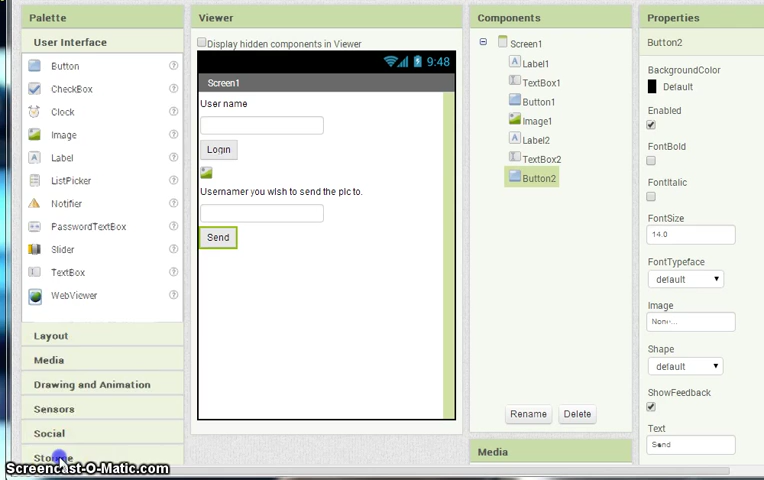 Palette
User Interface
Button
CheckBox
Clock
Image
Label
ListPicker
Notifier
PasswordTextBox
Slider
TextBox
WebViewer
Layout
Media
Drawing and Animation
Sensors
Social
Storage
Viewer
Display hidden components in Viewer
9:48
Screen1
User name
Login
Usernamer you wish to send the pic to.
Send
Components
Screen1
Label1
TextBox1
Button1
Image1
Label2
TextBox2
Button2
Rename
Delete
Media
Properties
Button2
BackgroundColor
Default
Enabled
FontBold
FontItalic
FontSize
14.0
FontTypeface
default
Image
None...
Shape
default
ShowFeedback
Text
Send
Screencast-O-Matic.com